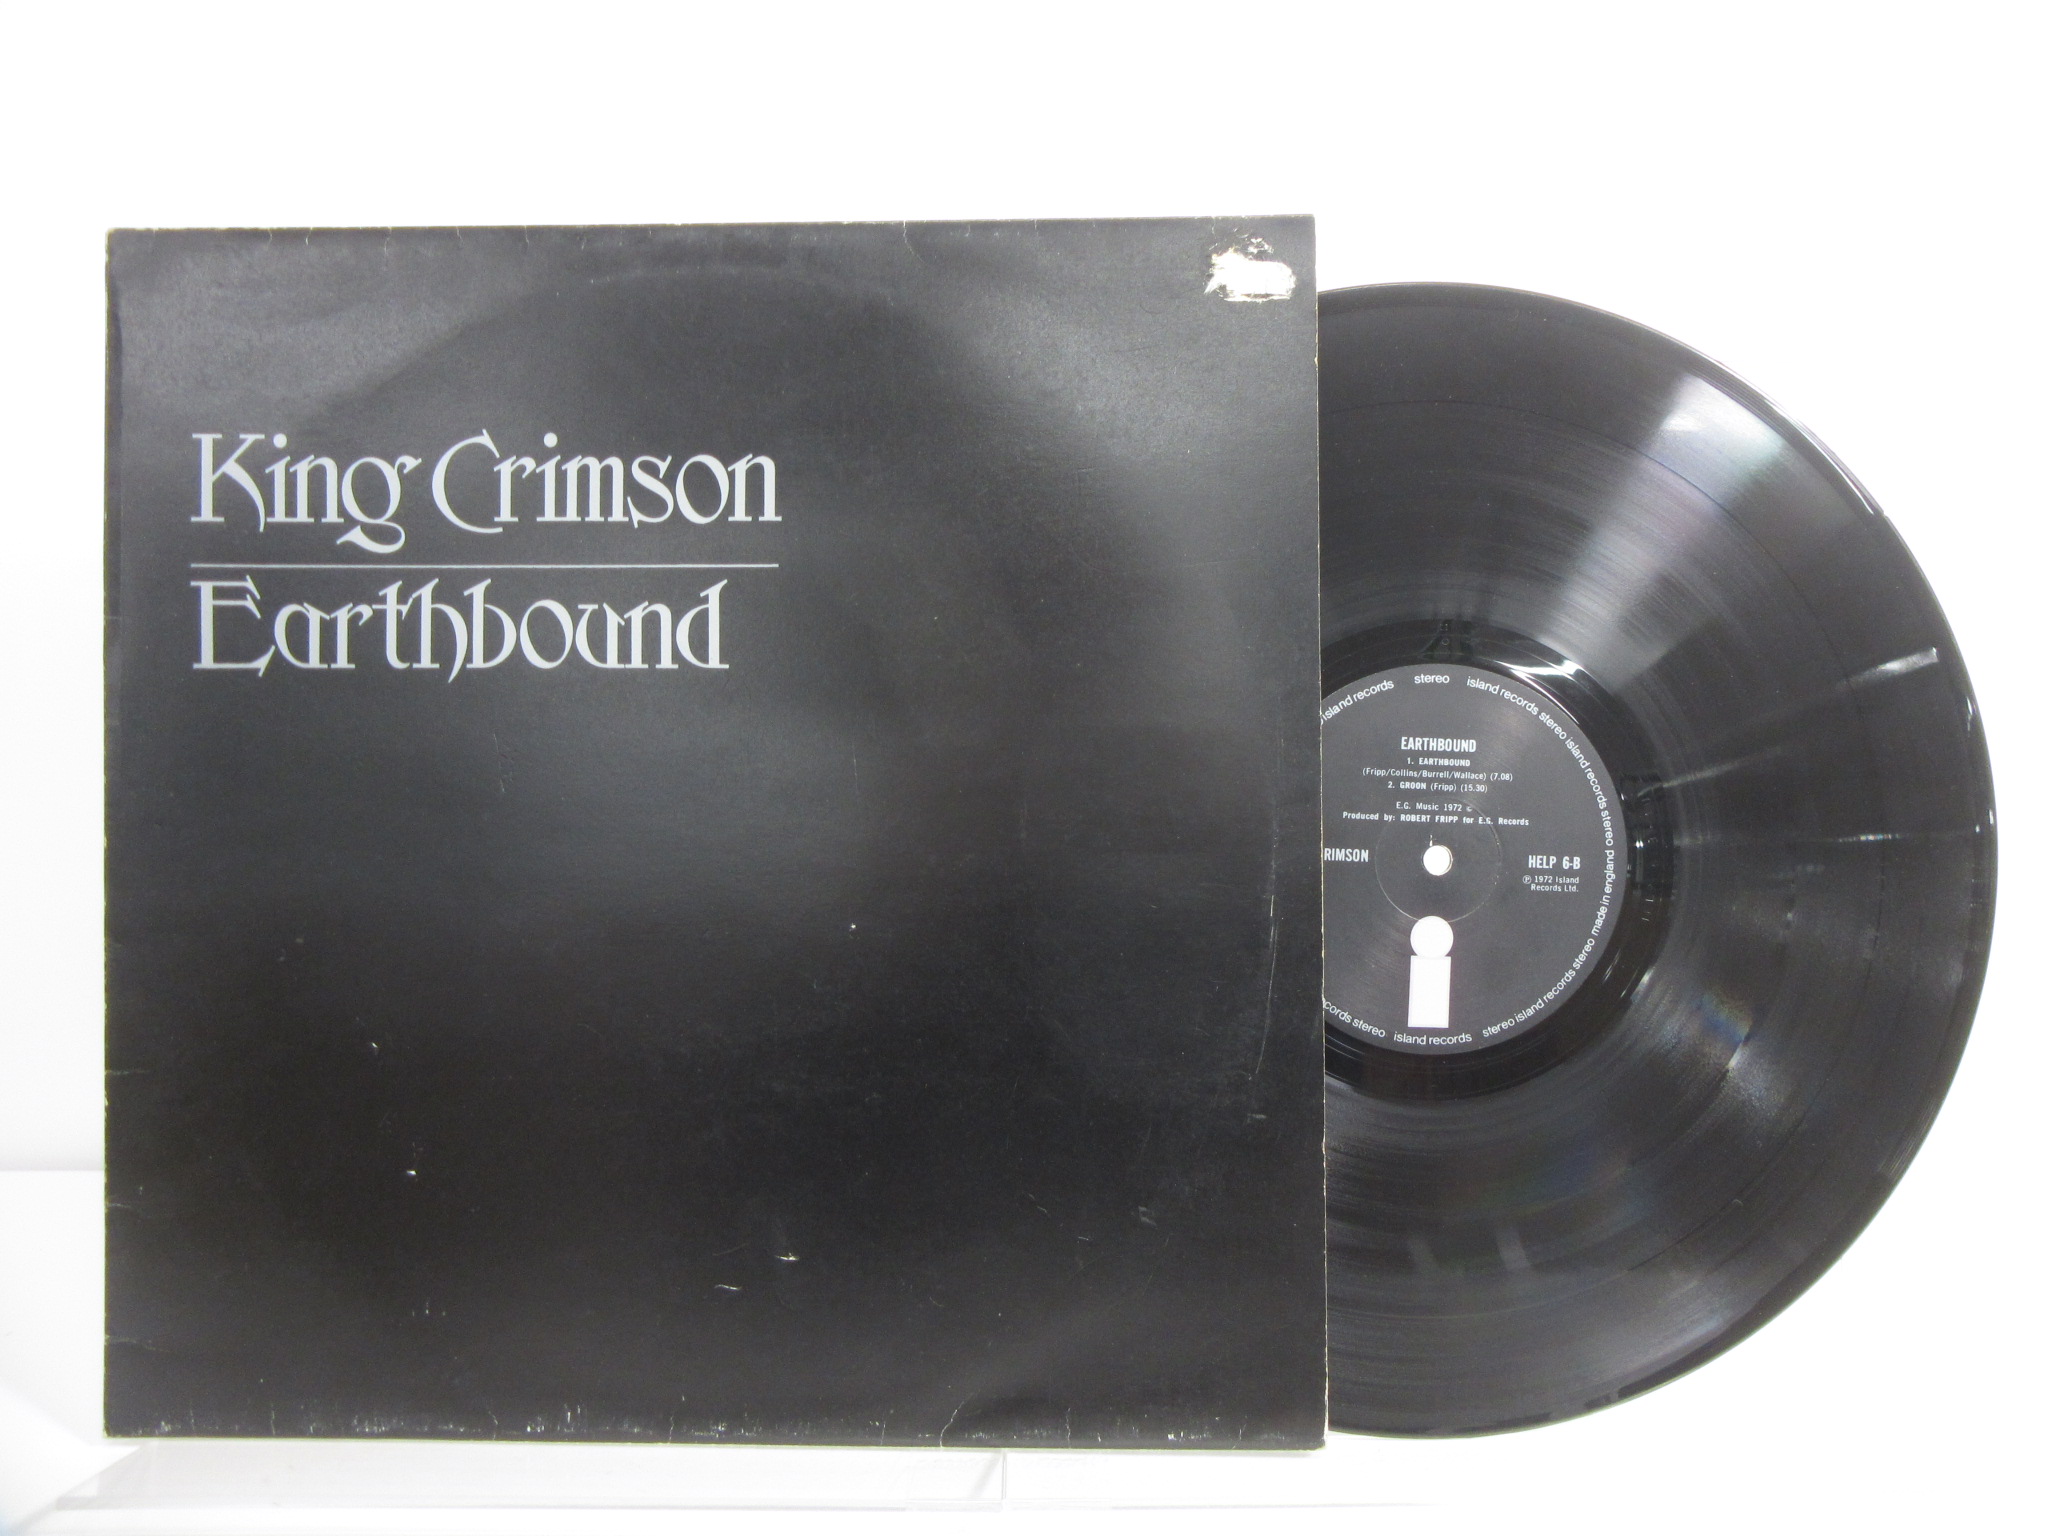 King Crimson
Earthbound
island records stereo island records stereo island records stereo made in england
EARTHBOUND
1. EARTHBOUND
(Fripp/Collins/Burrell/Wallace) (7.08)
2. GROON (Fripp) (15.30)
E.G. Music 1972 ©
Produced by: ROBERT FRIPP for E.G. Records
RIMSON
HELP 6-B
℗ 1972 Island
Records Ltd.
cords stereo island records stereo island records stereo